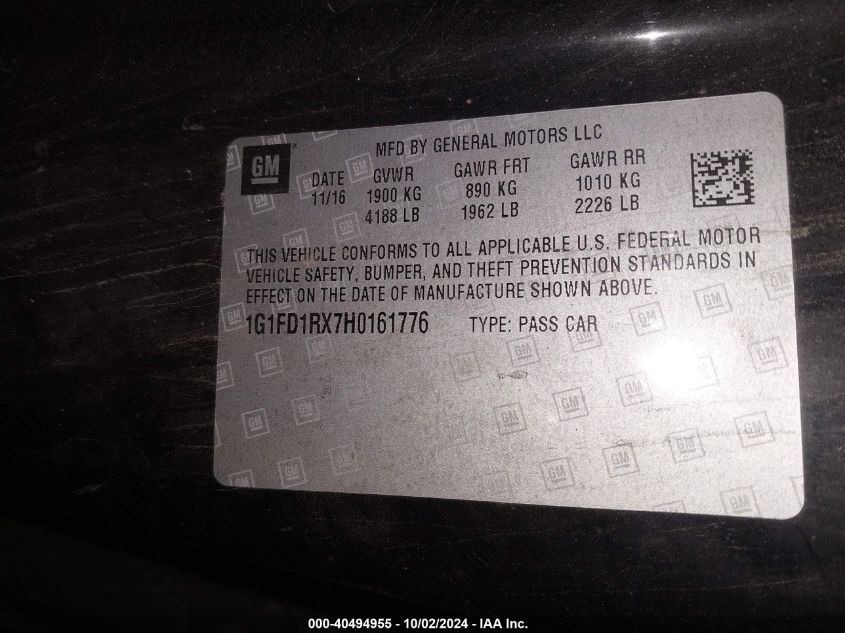 MFD BY GENERAL MOTORS LLC
GM
DATE GVWR GAWR FRT GAWR RR
11/16 1900 KG 890 KG 1010 KG
4188 LB 1962 LB 2226 LB
THIS VEHICLE CONFORMS TO ALL APPLICABLE U.S. FEDERAL MOTOR
VEHICLE SAFETY, BUMPER, AND THEFT PREVENTION STANDARDS IN
EFFECT ON THE DATE OF MANUFACTURE SHOWN ABOVE.
1G1FD1RX7H0161776 TYPE: PASS CAR
000-40494955 - 10/02/2024 - IAA Inc.